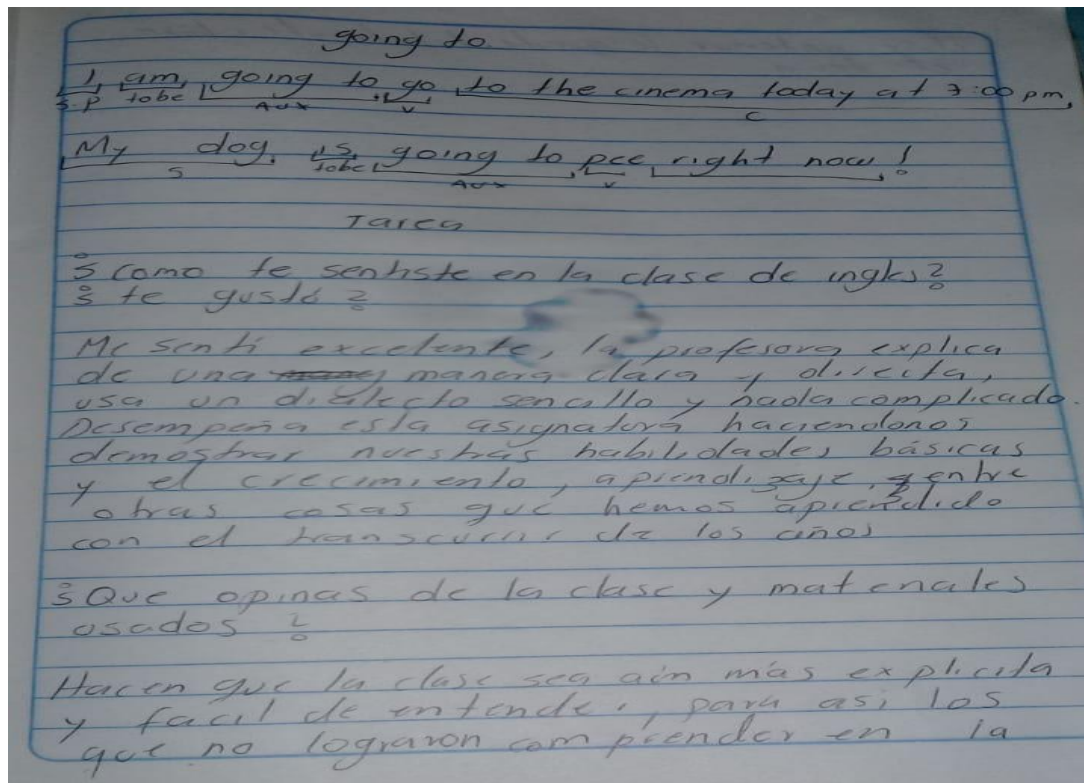 going to
I am going to go to the cinema today at 7:00 pm,
S.P tobe Aux V C
My dog is going to pee right now!
S tobe Aux V
Tarea
¿como te sentiste en la clase de ingles?
¿te gustó?
Me sentí excelente, la profesora explica
de una manera clara y directa,
usa un dialecto sencillo y nada complicado.
Desempeña esta asignatura haciendonos
demostrar nuestras habilidades básicas
y el crecimiento, aprendizaje, entre
otras cosas que hemos aprendido
con el transcurrir de los años
¿Que opinas de la clase y materiales
usados?
Hacen que la clase sea aún más explicita
y facil de entender, para asi los
que no lograron comprender en la